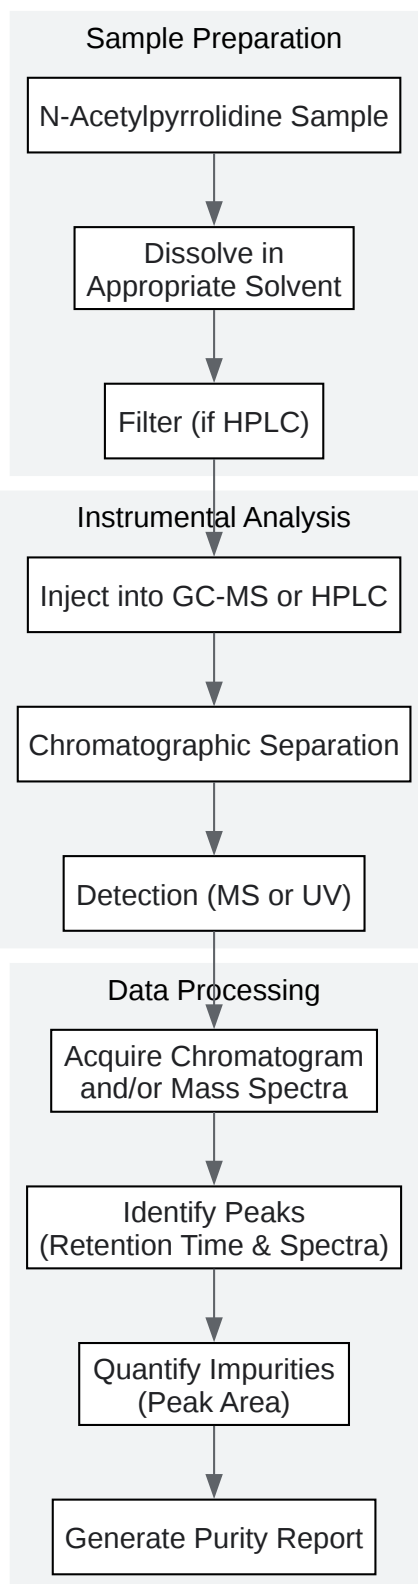 Sample Preparation
N-Acetylpyrrolidine Sample
Dissolve in
Appropriate Solvent
Filter (if HPLC)
Instrumental Analysis
Inject into GC-MS or HPLC
Chromatographic Separation
Detection (MS or UV)
Data Processing
Acquire Chromatogram
and/or Mass Spectra
Identify Peaks
(Retention Time & Spectra)
Quantify Impurities
(Peak Area)
Generate Purity Report